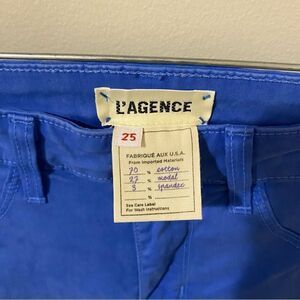 L'AGENCE
25
FABRIQUÉ AUX U.S.A.
From Imported Materials
70 % cotton
27 % modal
3 % spandex
%
See Care Label
For Wash Instructions